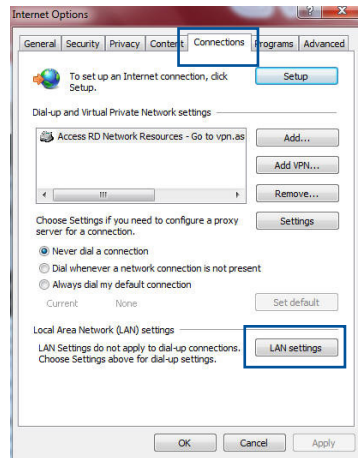 Internet Options
General Security Privacy Content Connections Programs Advanced
To set up an Internet connection, click
Setup.
Setup
Dial-up and Virtual Private Network settings
Access RD Network Resources - Go to vpn.as
Add...
Add VPN...
Remove...
Choose Settings if you need to configure a proxy
server for a connection.
Settings
Never dial a connection
Dial whenever a network connection is not present
Always dial my default connection
Current None
Set default
Local Area Network (LAN) settings
LAN Settings do not apply to dial-up connections.
Choose Settings above for dial-up settings.
LAN settings
OK Cancel Apply